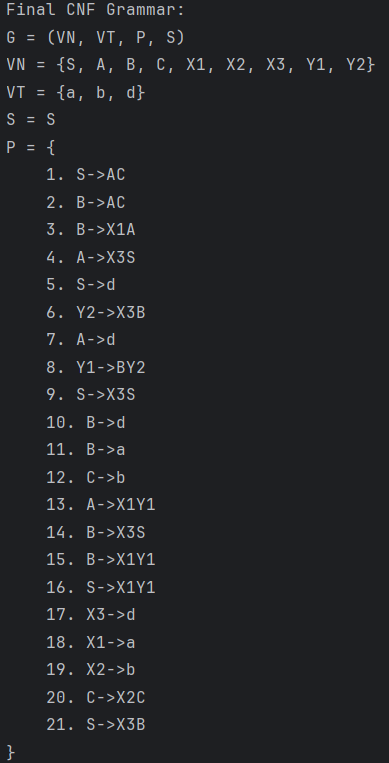 Final CNF Grammar:
G = (VN, VT, P, S)
VN = {S, A, B, C, X1, X2, X3, Y1, Y2}
VT = {a, b, d}
S = S
P = {
    1. S->AC
    2. B->AC
    3. B->X1A
    4. A->X3S
    5. S->d
    6. Y2->X3B
    7. A->d
    8. Y1->BY2
    9. S->X3S
    10. B->d
    11. B->a
    12. C->b
    13. A->X1Y1
    14. B->X3S
    15. B->X1Y1
    16. S->X1Y1
    17. X3->d
    18. X1->a
    19. X2->b
    20. C->X2C
    21. S->X3B
}